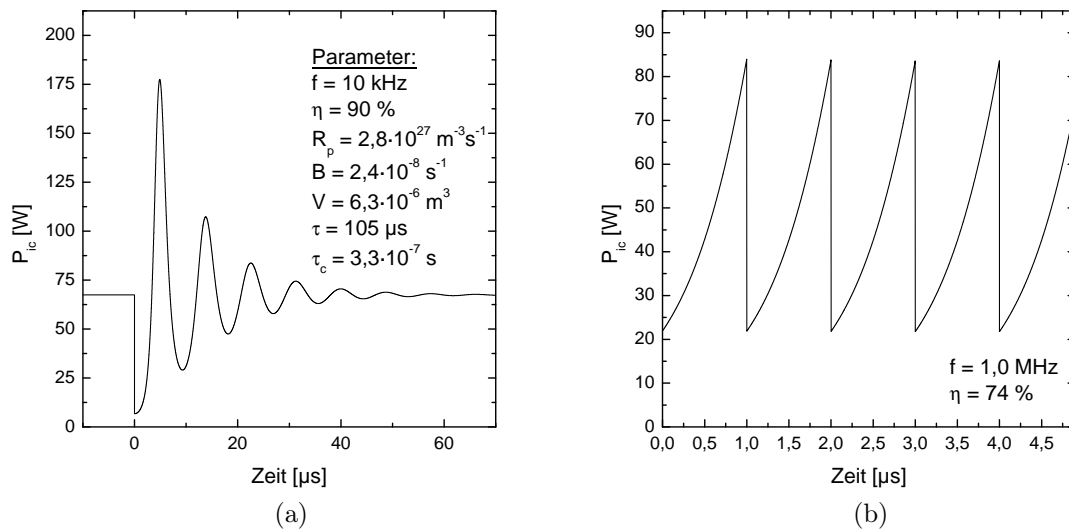 200
175
150
125
100
75
50
25
0
P_ic [W]
0 20 40 60
Zeit [µs]
Parameter:
f = 10 kHz
η = 90 %
R_p = 2,8·10^27 m^-3s^-1
B = 2,4·10^-8 s^-1
V = 6,3·10^-6 m^3
τ = 105 µs
τ_c = 3,3·10^-7 s
(a)
90
80
70
60
50
40
30
20
10
0
P_ic [W]
0,0 0,5 1,0 1,5 2,0 2,5 3,0 3,5 4,0 4,5
Zeit [µs]
f = 1,0 MHz
η = 74 %
(b)